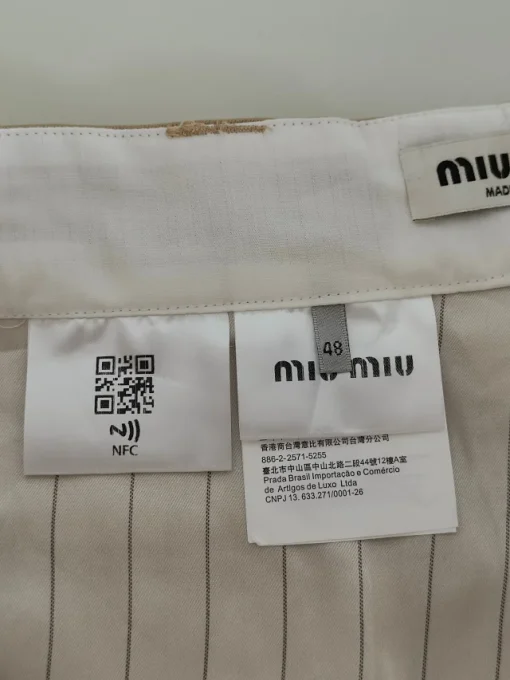 MIU
MAD
48
MIU MIU
NFC
香港商台灣意比有限公司台灣分公司
886-2-2571-5255
臺北市中山區中山北路二段44號12樓A室
Prada Brasil Importação e Comércio
de Artigos de Luxo Ltda
CNPJ 13. 633.271/0001-26